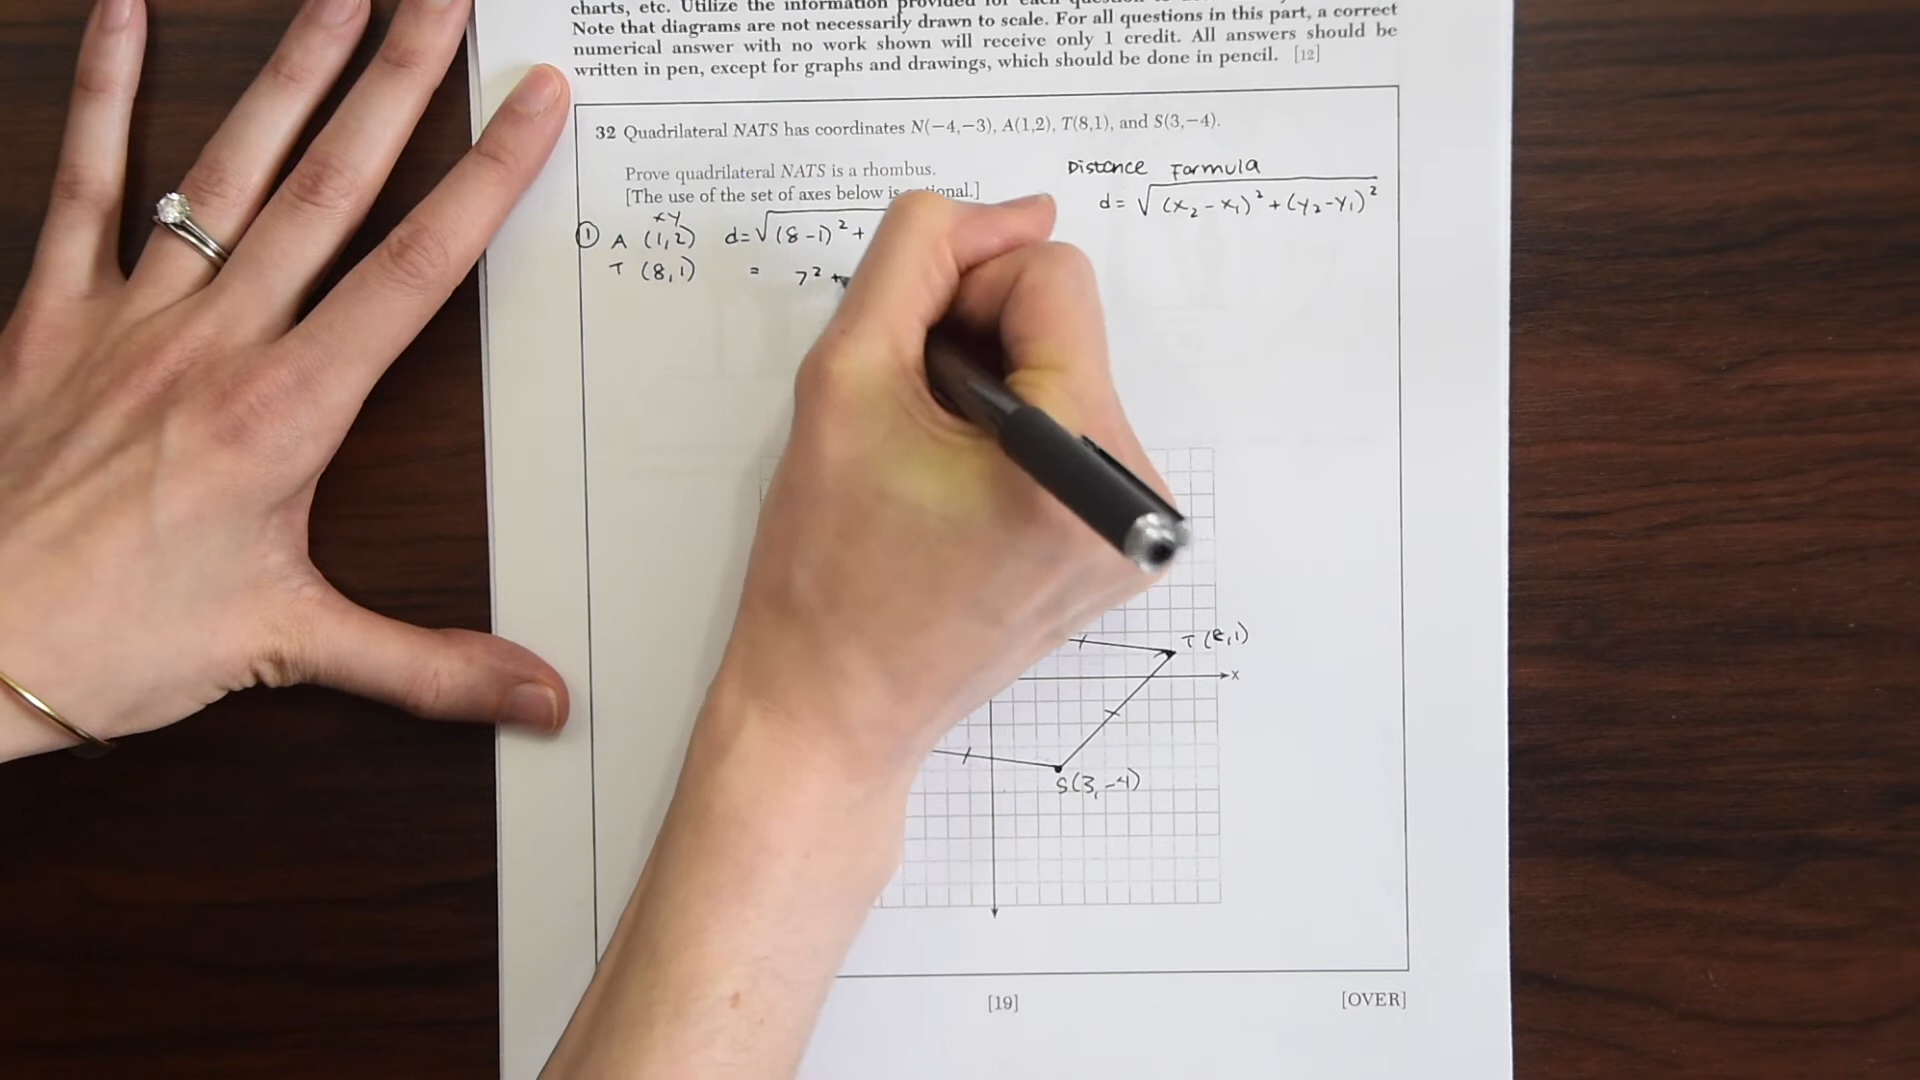 charts, etc. Utilize the information provided for each question to
Note that diagrams are not necessarily drawn to scale. For all questions in this part, a correct
numerical answer with no work shown will receive only 1 credit. All answers should be
written in pen, except for graphs and drawings, which should be done in pencil. [12]
32 Quadrilateral NATS has coordinates N(−4,−3), A(1,2), T(8,1), and S(3,−4).
Prove quadrilateral NATS is a rhombus.
[The use of the set of axes below is
Distance Formula
d= √(x₂-x₁)²+(y₂-y₁)²
xy
① A (1,2) d=√(8-1)²+
T (8,1) = 7²+
T(8,1)
x
S(3,-4)
[19]
[OVER]